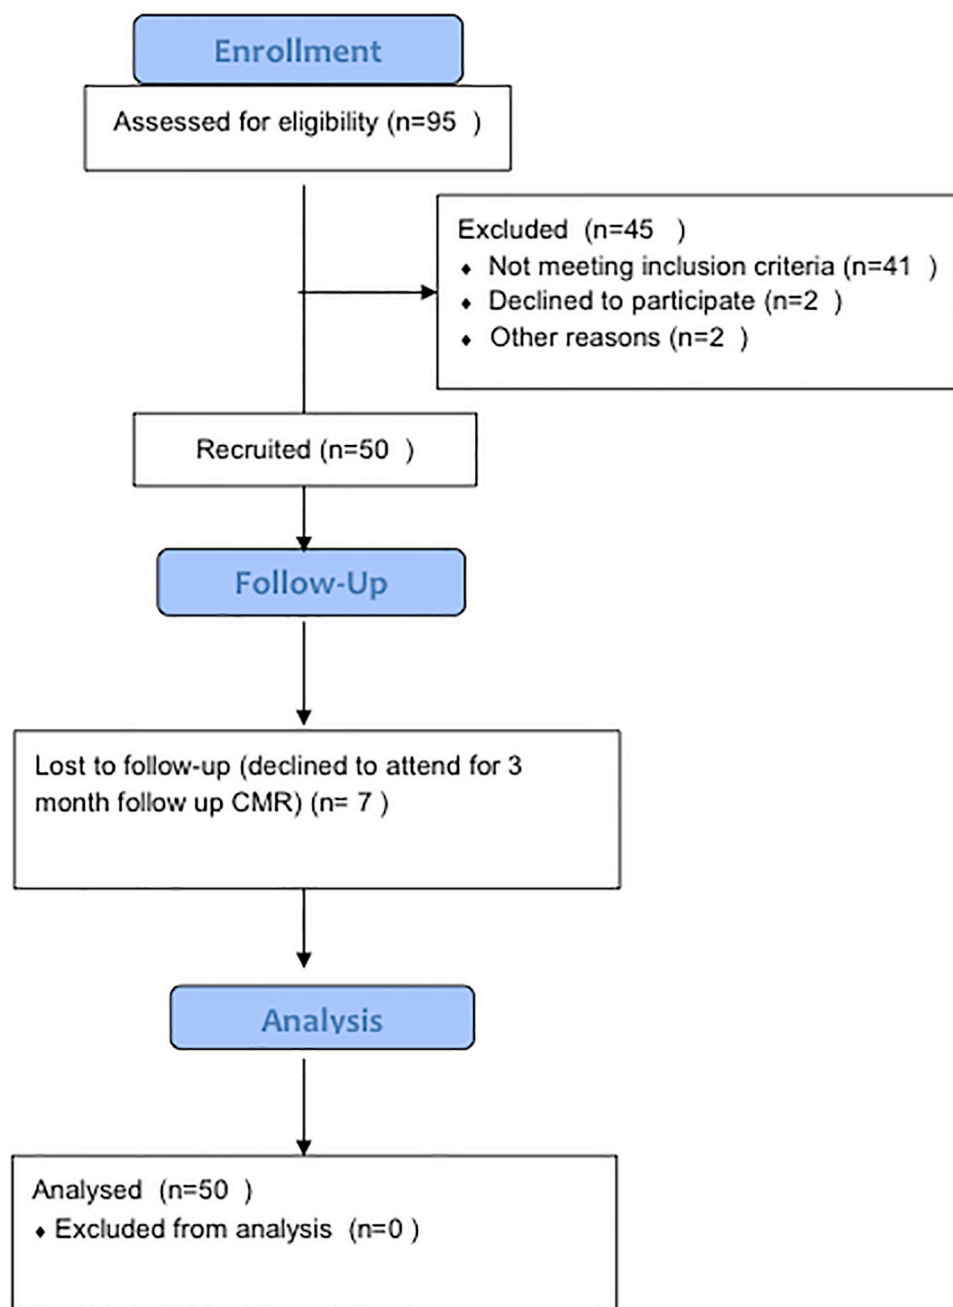 Enrollment
Assessed for eligibility (n=95  )
Excluded  (n=45   )
♦ Not meeting inclusion criteria (n=41  )
♦ Declined to participate (n=2  )
♦ Other reasons (n=2  )
Recruited (n=50  )
Follow-Up
Lost to follow-up (declined to attend for 3
month follow up CMR) (n= 7 )
Analysis
Analysed  (n=50  )
♦ Excluded from analysis  (n=0 )